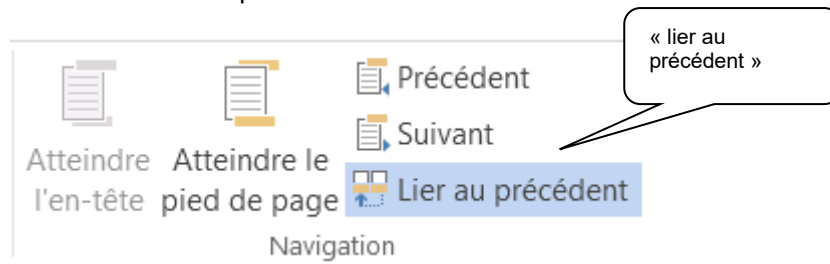 « lier au
précédent »
Précédent
Suivant
Atteindre
l'en-tête
Atteindre le
pied de page
Lier au précédent
Navigation